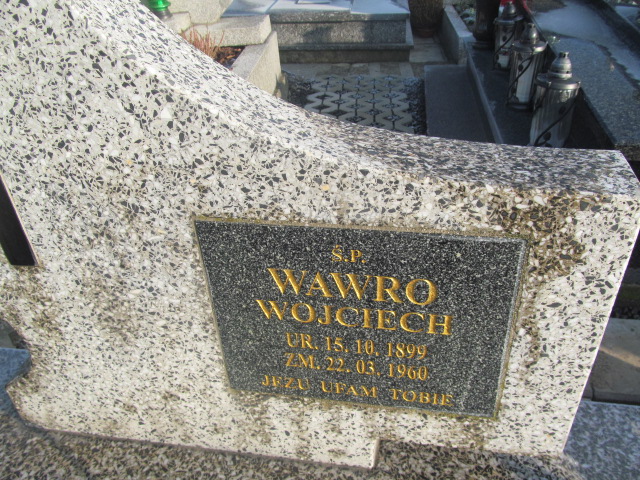 Ś.P.
WAWRO
WOJCIECH
UR. 15. 10. 1899
ZM. 22. 03. 1960
JEZU UFAM TOBIE